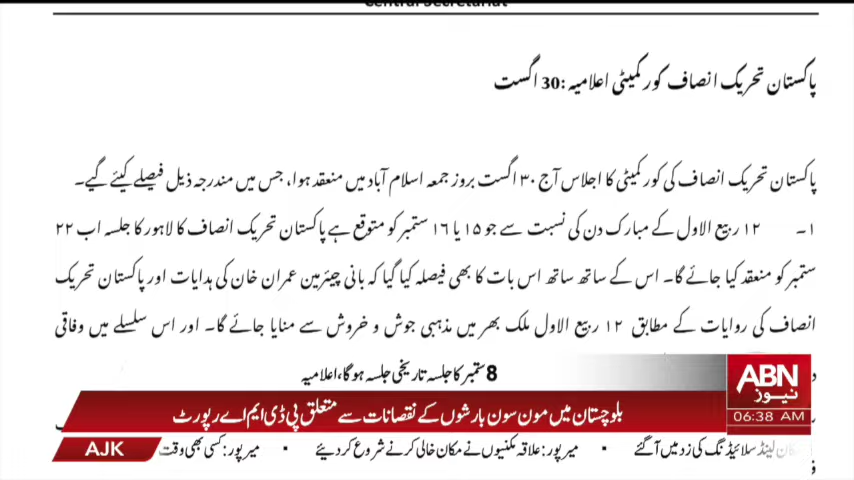 Central Secretariat
پاکستان تحریک انصاف کور کمیٹی اعلامیہ :30 اگست
پاکستان تحریک انصاف کی کور کمیٹی کا اجلاس آج ۳۰ اگست بروز جمعہ اسلام آباد میں منعقد ہوا، جس میں مندرجہ ذیل فیصلے کیئے گیے۔
۱۔ ۱۲ ربیع الاول کے مبارک دن کی نسبت سے جو ۱۵ یا ۱۶ ستمبر کو متوقع ہے پاکستان تحریک انصاف کا لاہور کا جلسہ اب ۲۲
ستمبر کو منعقد کیا جائے گا۔ اس کے ساتھ ساتھ اس بات کا بھی فیصلہ کیا گیا کہ بانی چیئرمین عمران خان کی ہدایات اور پاکستان تحریک
انصاف کی روایات کے مطابق ۱۲ ربیع الاول ملک بھر میں مذہبی جوش و خروش سے منایا جائے گا۔ اور اس سلسلے میں وفاقی
8 ستمبر کا جلسہ تاریخی جلسہ ہوگا، اعلامیہ
ABN
نیوز
06:38 AM
بلوچستان میں مون سون بارشوں کے نقصانات سے متعلق پی ڈی ایم اے رپورٹ
AJK
لینڈ سلائیڈنگ کی زد میں آگئے • میرپور: علاقہ مکینوں نے مکان خالی کرنے شروع کر دیئے • میرپور: کسی بھی وقت